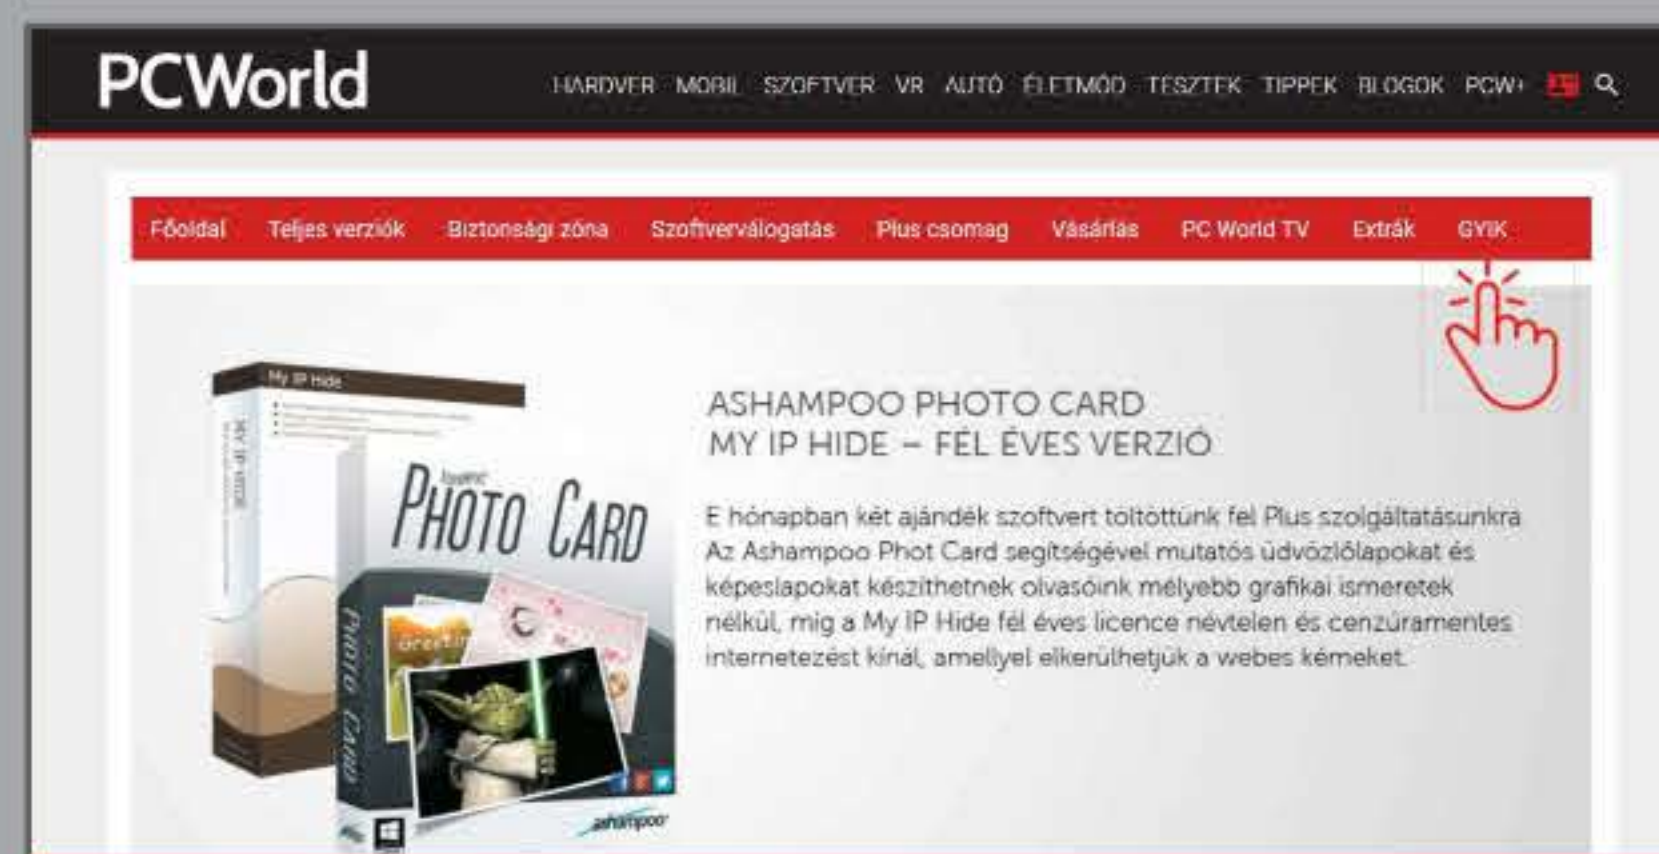 PCWorld
HARDVER MOBIL SZOFTVER VR AUTÓ ÉLETMÓD TESZTEK TIPPEK BLOGOK PCW+
Főoldal Teljes verziók Biztonsági zóna Szoftverválogatás Plus csomag Vásárlás PC World TV Extrák GYIK
My IP Hide
MY IP HIDE
PHOTO CARD
PHOTO CARD
ashampoo
ASHAMPOO PHOTO CARD
MY IP HIDE – FÉL ÉVES VERZIÓ
E hónapban két ajándék szoftvert töltöttünk fel Plus szolgáltatásunkra
Az Ashampoo Phot Card segítségével mutatós üdvözlőlapokat és
képeslapokat készíthetnek olvasóink mélyebb grafikai ismeretek
nélkül, míg a My IP Hide fél éves licence névtelen és cenzúramentes
internetezést kínál, amellyel elkerülhetjük a webes kémeket.